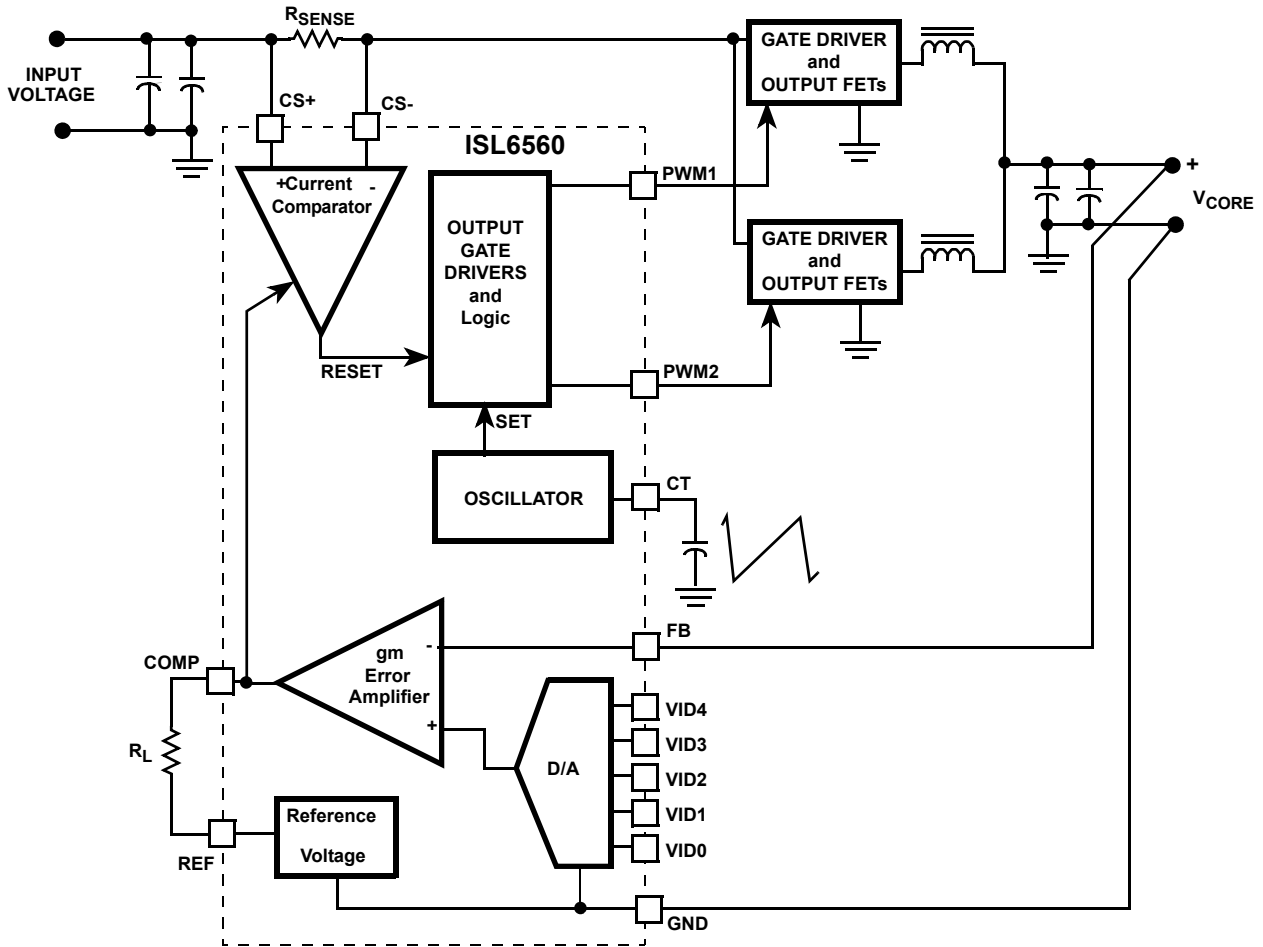 RSENSE
INPUT
VOLTAGE
GATE DRIVER
and
OUTPUT FETs
CS+
CS-
ISL6560
+Current -
Comparator
PWM1
+
VCORE
OUTPUT
GATE
DRIVERS
and
Logic
GATE DRIVER
and
OUTPUT FETs
RESET
PWM2
SET
OSCILLATOR
CT
FB
COMP
-
gm
Error
Amplifier
+
RL
D/A
VID4
VID3
VID2
VID1
VID0
Reference
Voltage
REF
GND